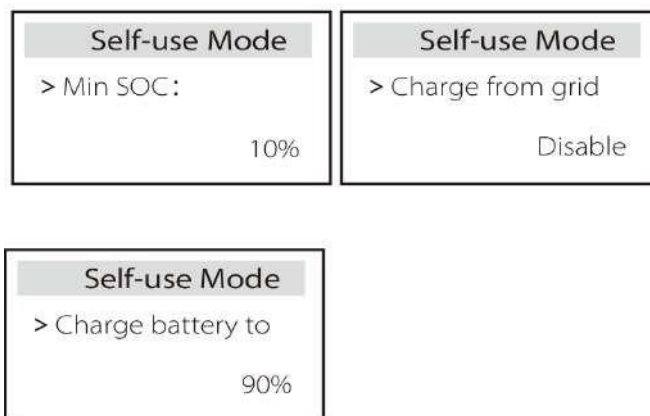 Self-use Mode
> Min SOC:
10%
Self-use Mode
> Charge from grid
Disable
Self-use Mode
> Charge battery to
90%